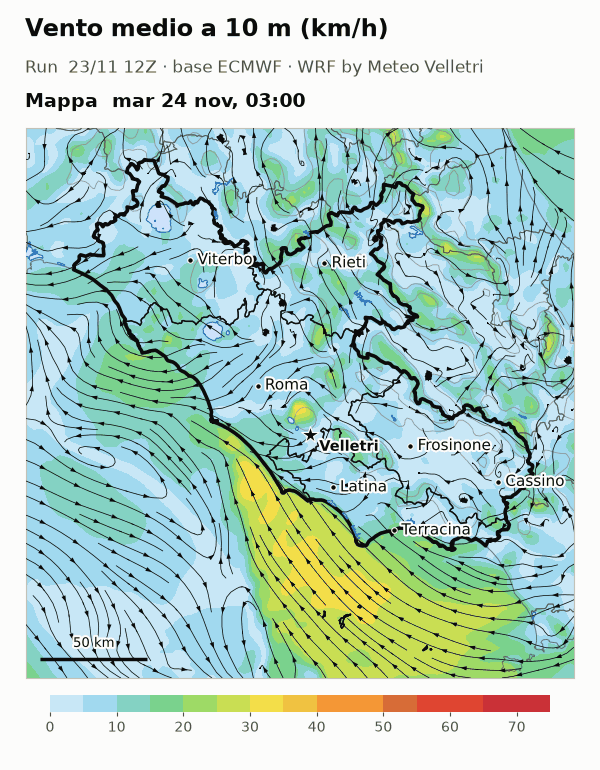 Vento medio a 10 m (km/h)
Run  23/11 12Z · base ECMWF · WRF by Meteo Velletri
Mappa  mar 24 nov, 03:00
Viterbo
Rieti
Roma
Velletri
Frosinone
Latina
Cassino
Terracina
50 km
0 10 20 30 40 50 60 70